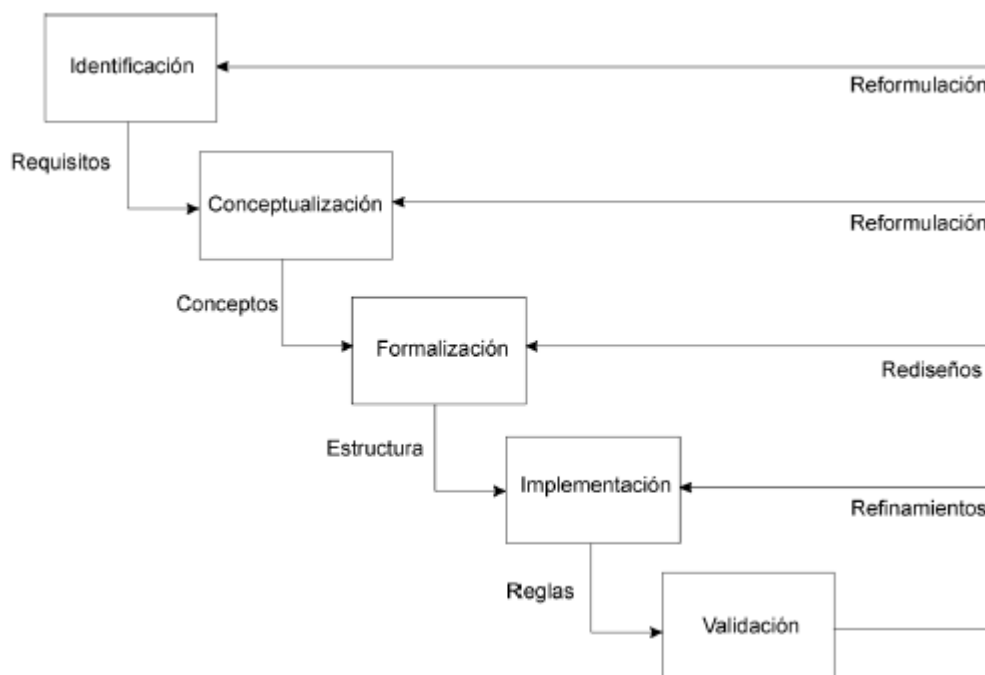 Identificación
Reformulación
Requisitos
Conceptualización
Reformulación
Conceptos
Formalización
Rediseños
Estructura
Implementación
Refinamientos
Reglas
Validación